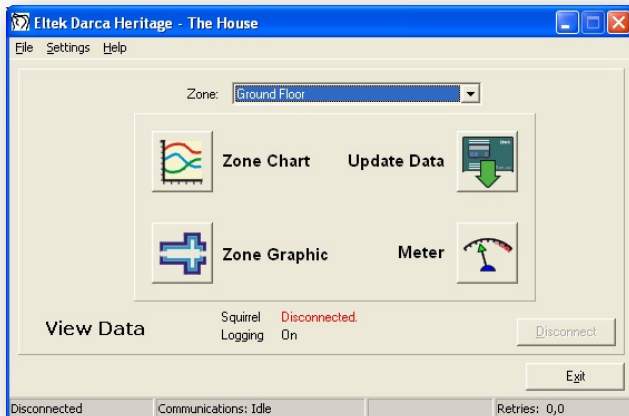 Eltek Darca Heritage - The House
File Settings Help
Zone: Ground Floor
Zone Chart Update Data
Zone Graphic Meter
Squirrel Disconnected.
View Data Logging On
Disconnect
Exit
Disconnected Communications: Idle Retries: 0,0